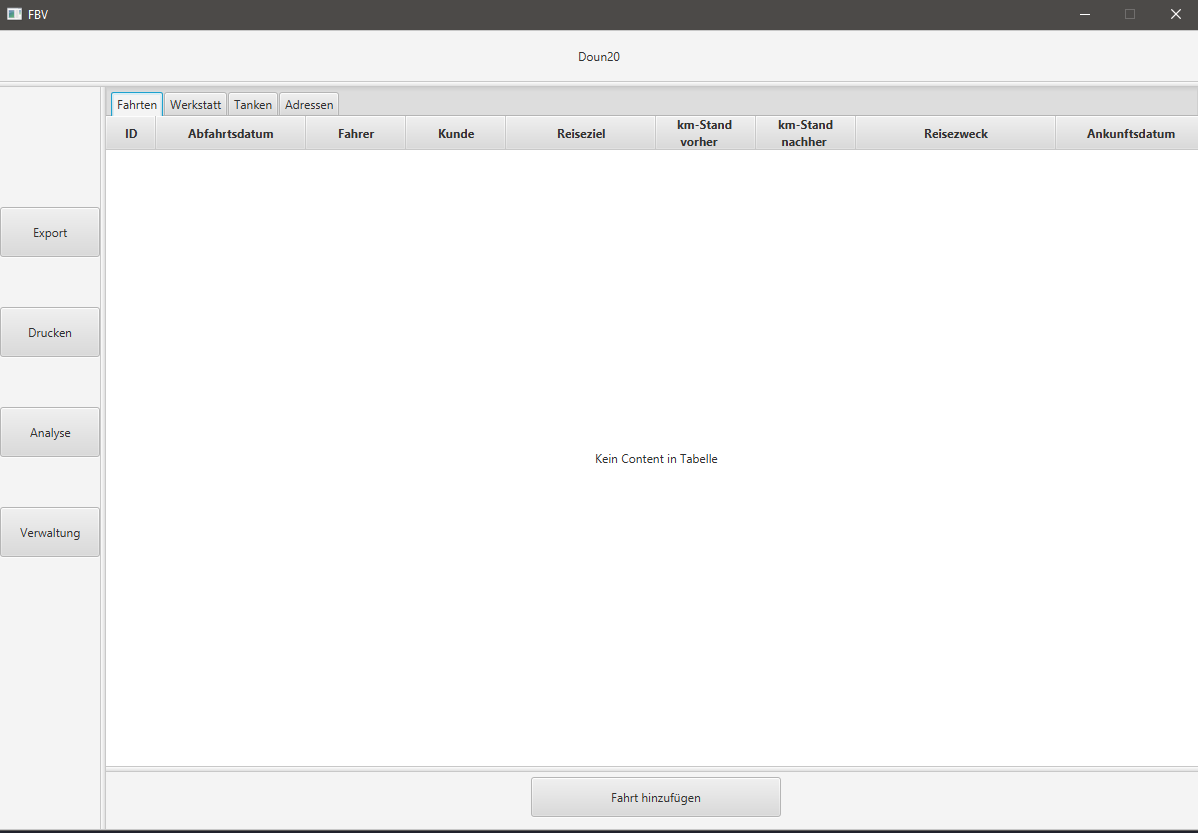 FBV
Doun20
Fahrten Werkstatt Tanken Adressen
ID Abfahrtsdatum Fahrer Kunde Reiseziel km-Stand vorher km-Stand nachher Reisezweck Ankunftsdatum
Export
Drucken
Analyse
Kein Content in Tabelle
Verwaltung
Fahrt hinzufügen